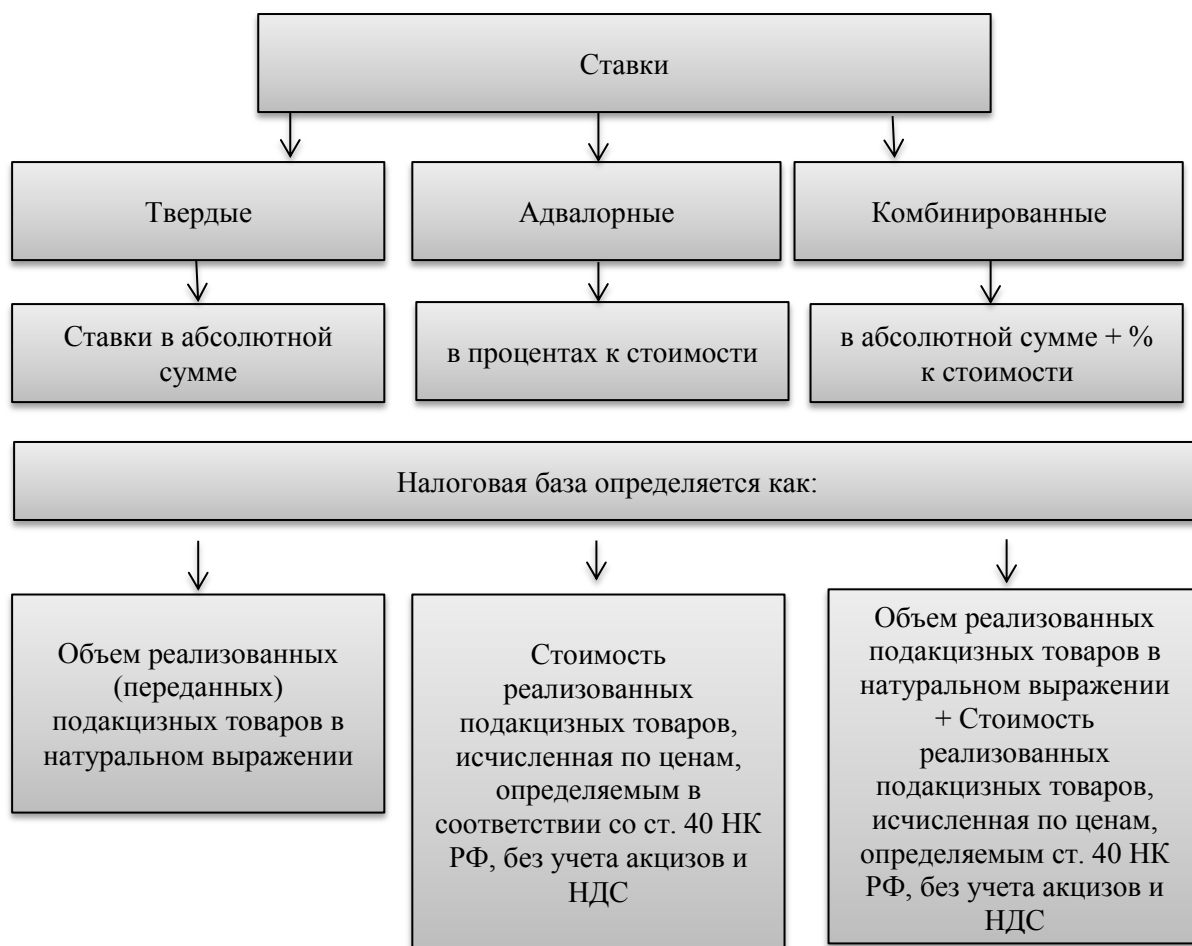 Ставки
Твердые
Адвалорные
Комбинированные
Ставки в абсолютной
сумме
в процентах к стоимости
в абсолютной сумме + %
к стоимости
Налоговая база определяется как:
Объем реализованных
(переданных)
подакцизных товаров в
натуральном выражении
Стоимость
реализованных
подакцизных товаров,
исчисленная по ценам,
определяемым в
соответствии со ст. 40 НК
РФ, без учета акцизов и
НДС
Объем реализованных
подакцизных товаров в
натуральном выражении
+ Стоимость
реализованных
подакцизных товаров,
исчисленная по ценам,
определяемым ст. 40 НК
РФ, без учета акцизов и
НДС